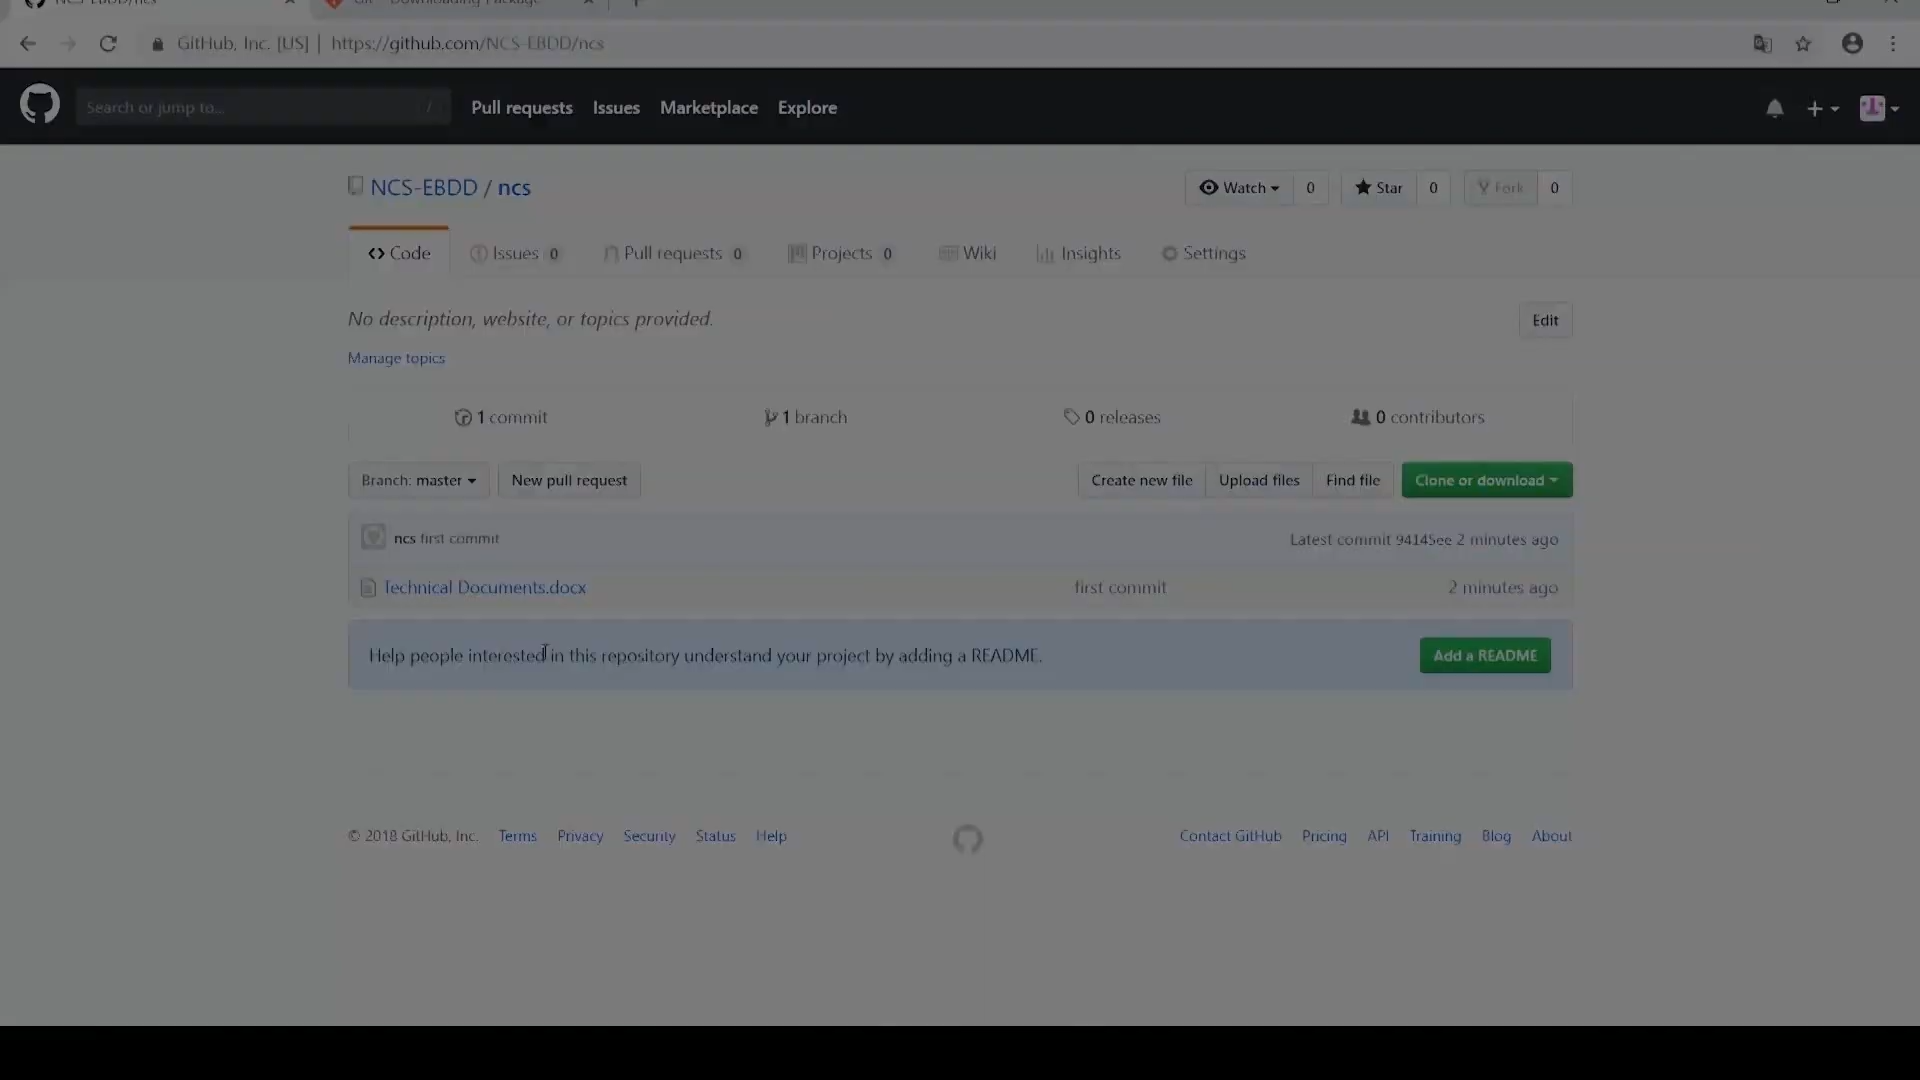 GitHub, Inc. [US] | https://github.com/NCS-EBDD/ncs
Search or jump to... /
Pull requests Issues Marketplace Explore
NCS-EBDD / ncs
Watch 0 Star 0 Fork 0
Code Issues 0 Pull requests 0 Projects 0 Wiki Insights Settings
No description, website, or topics provided.
Edit
Manage topics
1 commit 1 branch 0 releases 0 contributors
Branch: master New pull request Create new file Upload files Find file Clone or download
ncs first commit Latest commit 94145ee 2 minutes ago
Technical Documents.docx first commit 2 minutes ago
Help people interested in this repository understand your project by adding a README. Add a README
© 2018 GitHub, Inc. Terms Privacy Security Status Help Contact GitHub Pricing API Training Blog About